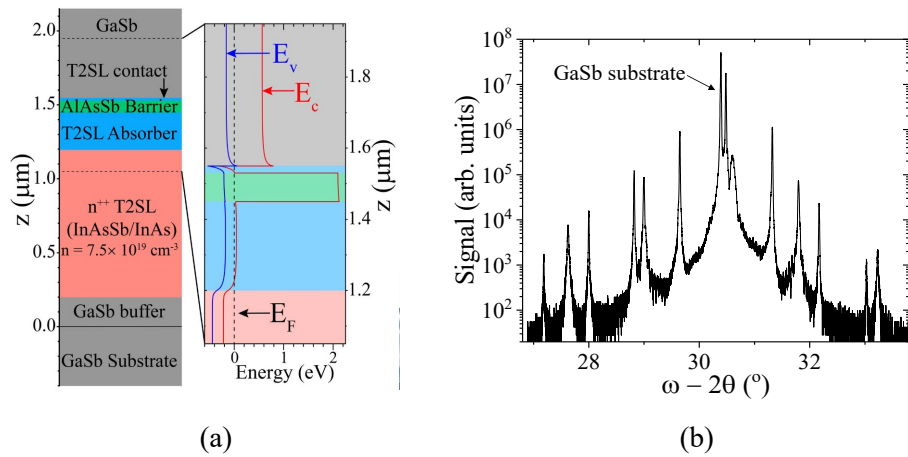 GaSb
T2SL contact
AlAsSb Barrier
T2SL Absorber
n++ T2SL
(InAsSb/InAs)
n = 7.5× 10¹⁹ cm⁻³
GaSb buffer
GaSb Substrate
z (μm)
2.0
1.5
1.0
0.5
0.0
E_v
E_c
E_F
0 1 2
Energy (eV)
1.8
1.6
1.4
1.2
z (μm)
(a)
GaSb substrate
Signal (arb. units)
10⁸
10⁷
10⁶
10⁵
10⁴
10³
10²
28 30 32
ω − 2θ (°)
(b)